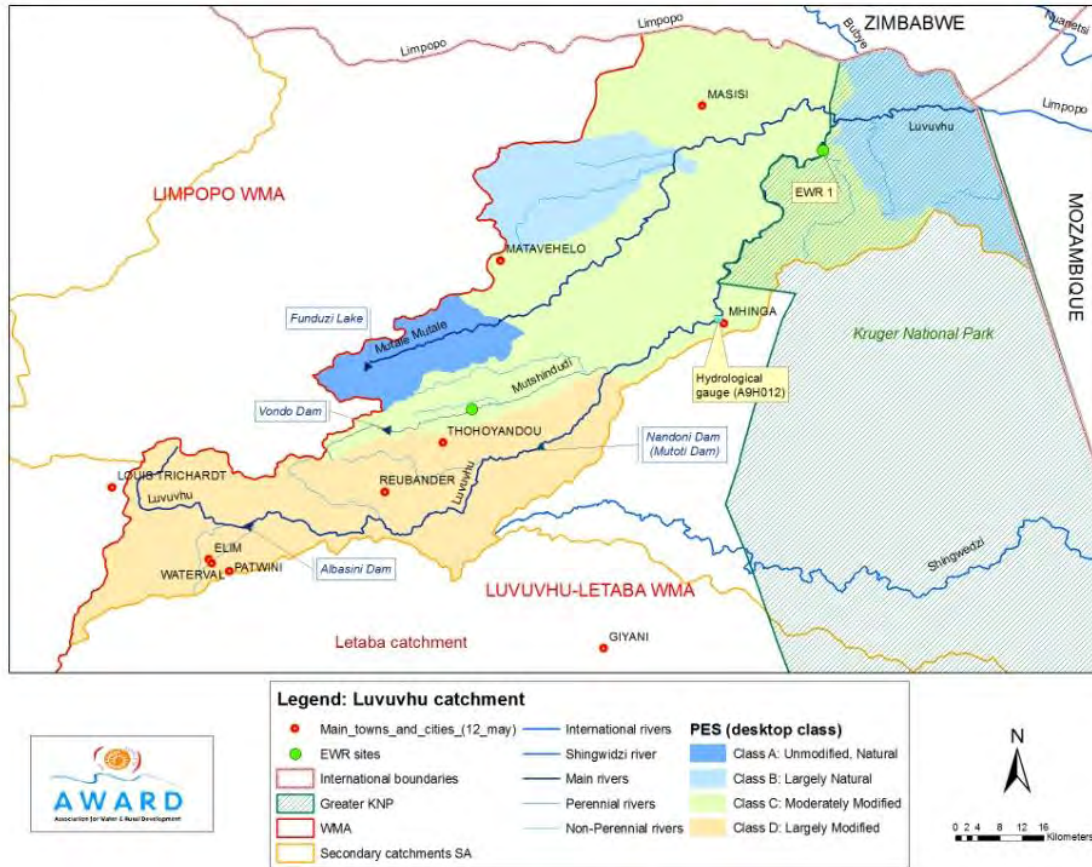 ZIMBABWE
Nuanetsi
Bubye
Limpopo
Limpopo
Limpopo
MASISI
Limpopo
Luvuvhu
LIMPOPO WMA
EWR 1
MOZAMBIQUE
MATAVEHELO
Funduzi Lake
Mutale Mutale
MHINGA
Kruger National Park
Mutshindudi
Hydrological
gauge (A9H012)
Vondo Dam
THOHOYANDOU
Nandoni Dam
(Mutoti Dam)
LOUIS TRICHARDT
REUBANDER
Luvuvhu
Luvuvhu
ELIM
WATERVAL
PATWINI
Albasini Dam
Shingwedzi
LUVUVHU-LETABA WMA
Letaba catchment
GIYANI
Legend: Luvuvhu catchment
Main_towns_and_cities_(12_may)
EWR sites
International boundaries
Greater KNP
WMA
Secondary catchments SA
International rivers
Shingwidzi river
Main rivers
Perennial rivers
Non-Perennial rivers
PES (desktop class)
Class A: Unmodified, Natural
Class B: Largely Natural
Class C: Moderately Modified
Class D: Largely Modified
N
0 2 4 8 12 16
Kilometers
AWARD
Association for Water & Rural Development